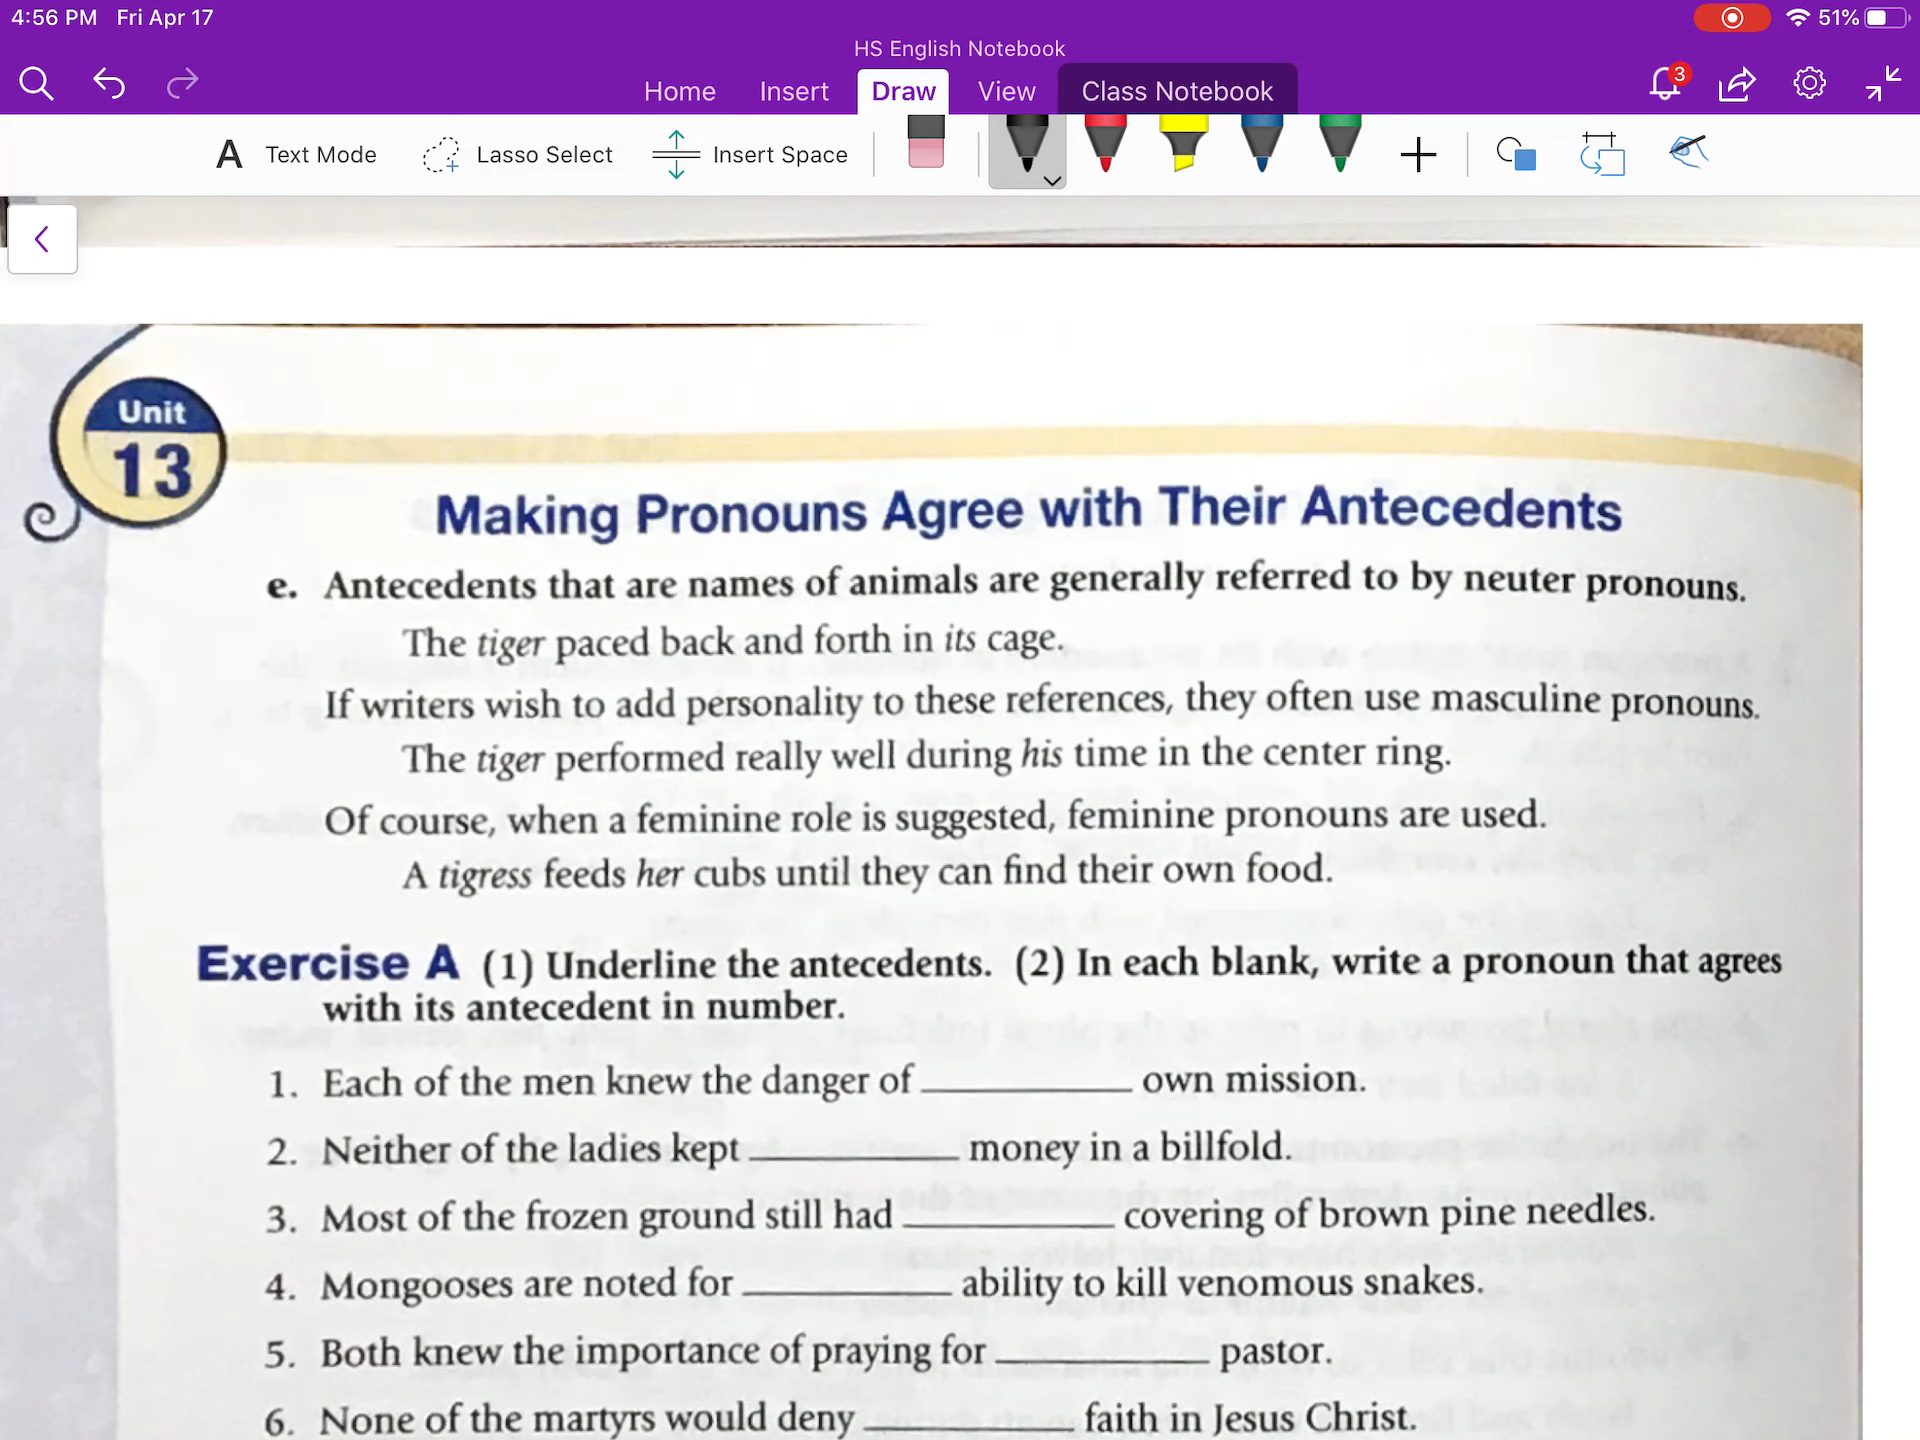 4:56 PM Fri Apr 17
51%
HS English Notebook
Home Insert Draw View Class Notebook
3
A Text Mode Lasso Select Insert Space
Unit
13
Making Pronouns Agree with Their Antecedents
e. Antecedents that are names of animals are generally referred to by neuter pronouns.
The tiger paced back and forth in its cage.
If writers wish to add personality to these references, they often use masculine pronouns.
The tiger performed really well during his time in the center ring.
Of course, when a feminine role is suggested, feminine pronouns are used.
A tigress feeds her cubs until they can find their own food.
Exercise A (1) Underline the antecedents. (2) In each blank, write a pronoun that agrees
with its antecedent in number.
1. Each of the men knew the danger of __________ own mission.
2. Neither of the ladies kept __________ money in a billfold.
3. Most of the frozen ground still had __________ covering of brown pine needles.
4. Mongooses are noted for __________ ability to kill venomous snakes.
5. Both knew the importance of praying for __________ pastor.
6. None of the martyrs would deny __________ faith in Jesus Christ.